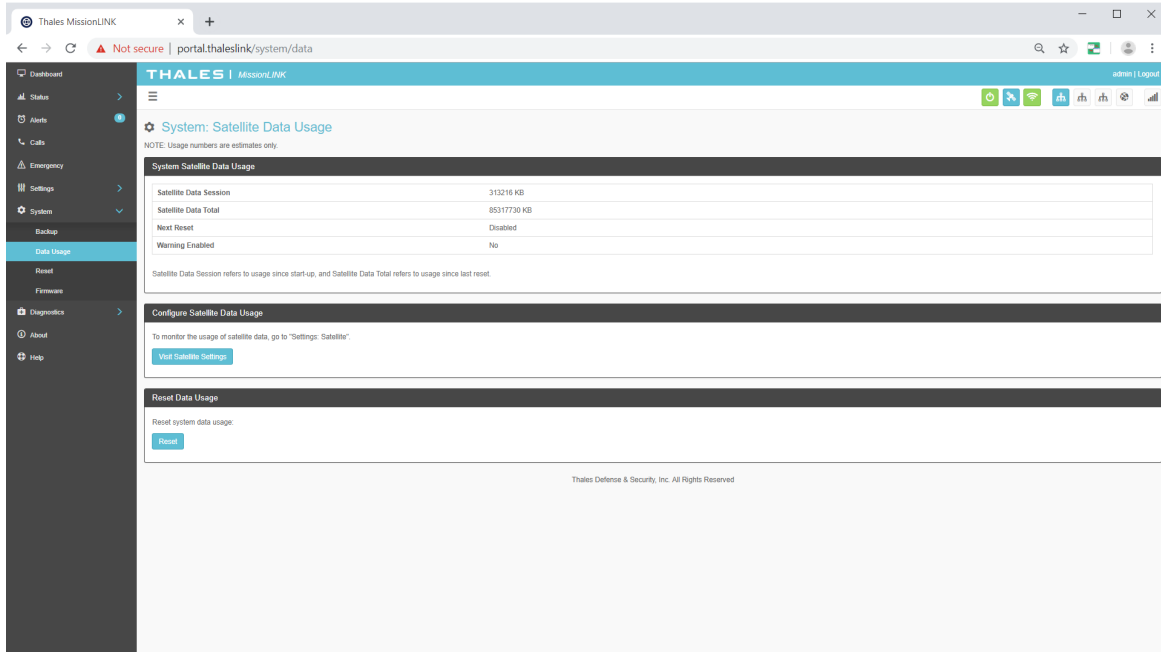 Thales MissionLINK
Not secure | portal.thaleslink/system/data
Dashboard
Status
Alerts 0
Calls
Emergency
Settings
System
Backup
Data Usage
Reset
Firmware
Diagnostics
About
Help
THALES | MissionLINK
admin | Logout
System: Satellite Data Usage
NOTE: Usage numbers are estimates only.
System Satellite Data Usage
Satellite Data Session 313216 KB
Satellite Data Total 85317730 KB
Next Reset Disabled
Warning Enabled No
Satellite Data Session refers to usage since start-up, and Satellite Data Total refers to usage since last reset.
Configure Satellite Data Usage
To monitor the usage of satellite data, go to "Settings: Satellite".
Visit Satellite Settings
Reset Data Usage
Reset system data usage:
Reset
Thales Defense & Security, Inc. All Rights Reserved